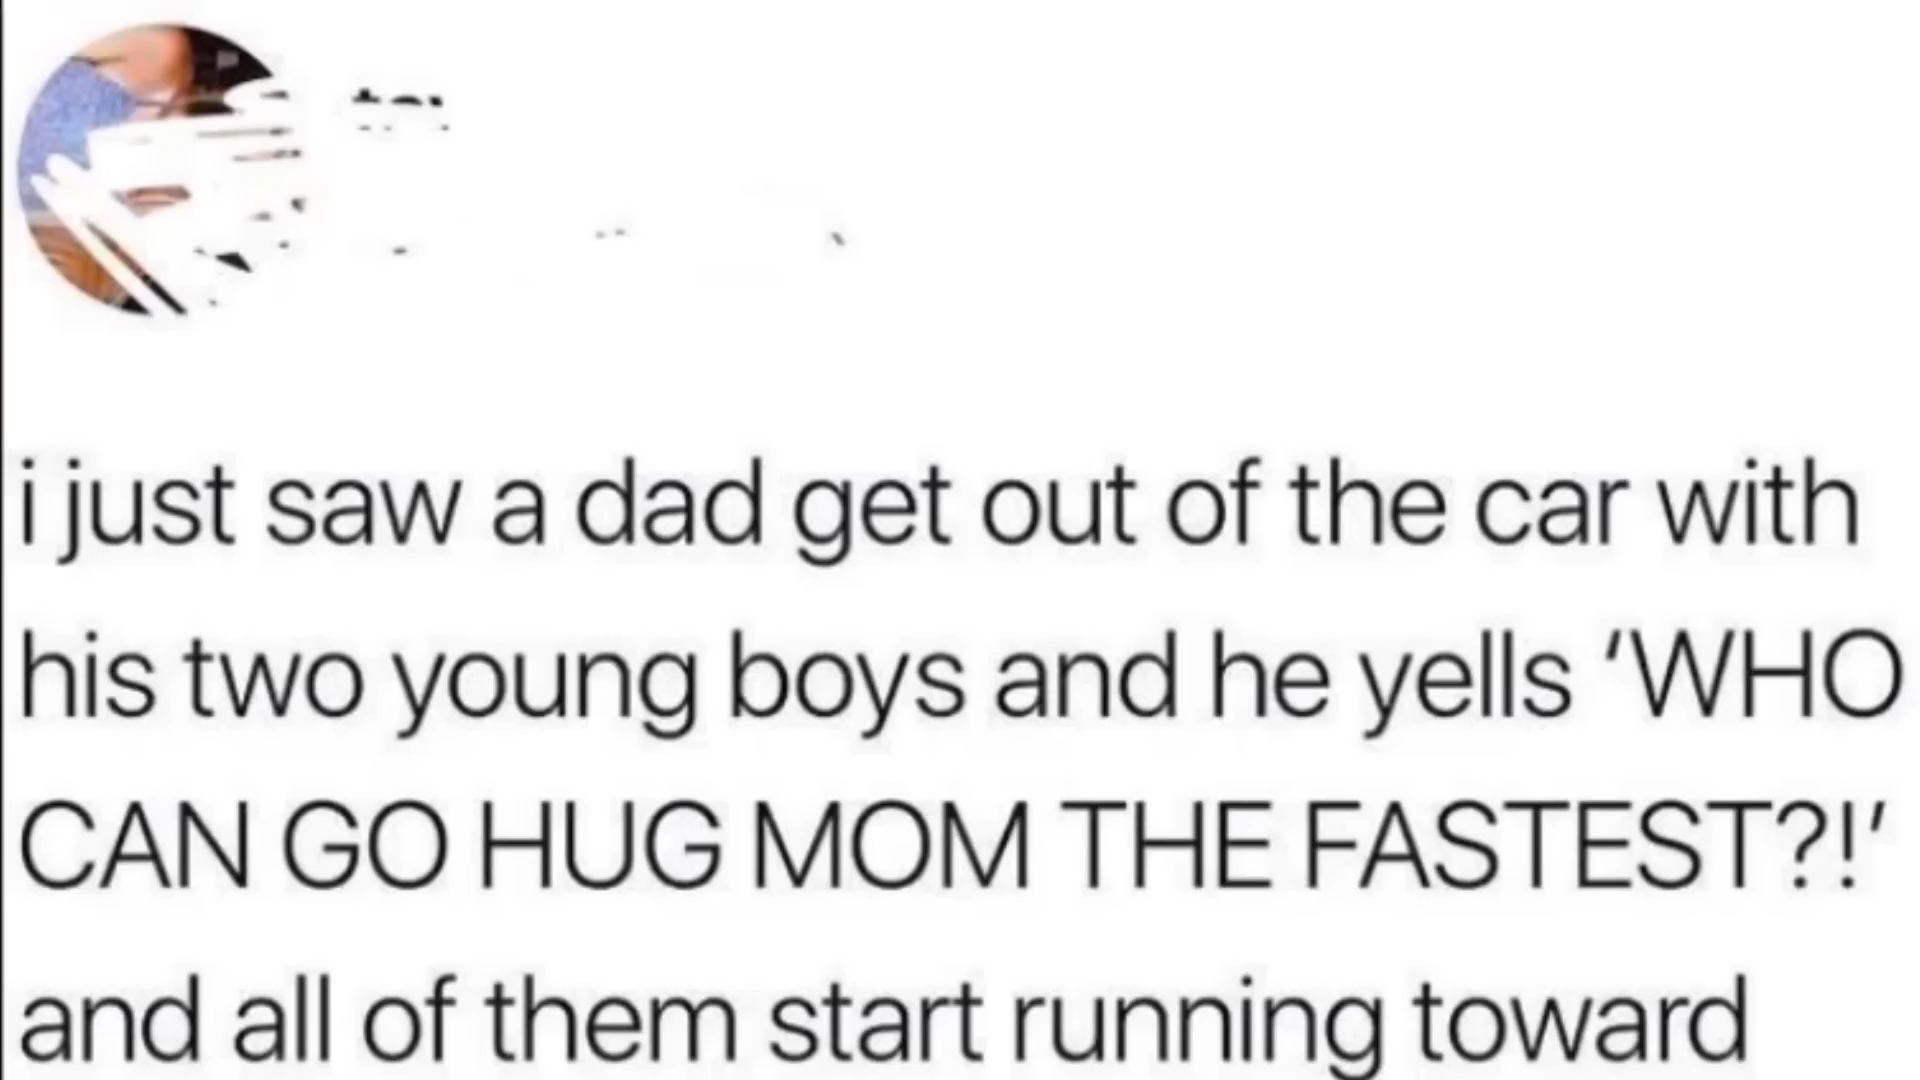 i just saw a dad get out of the car with
his two young boys and he yells ‘WHO
CAN GO HUG MOM THE FASTEST?!’
and all of them start running toward